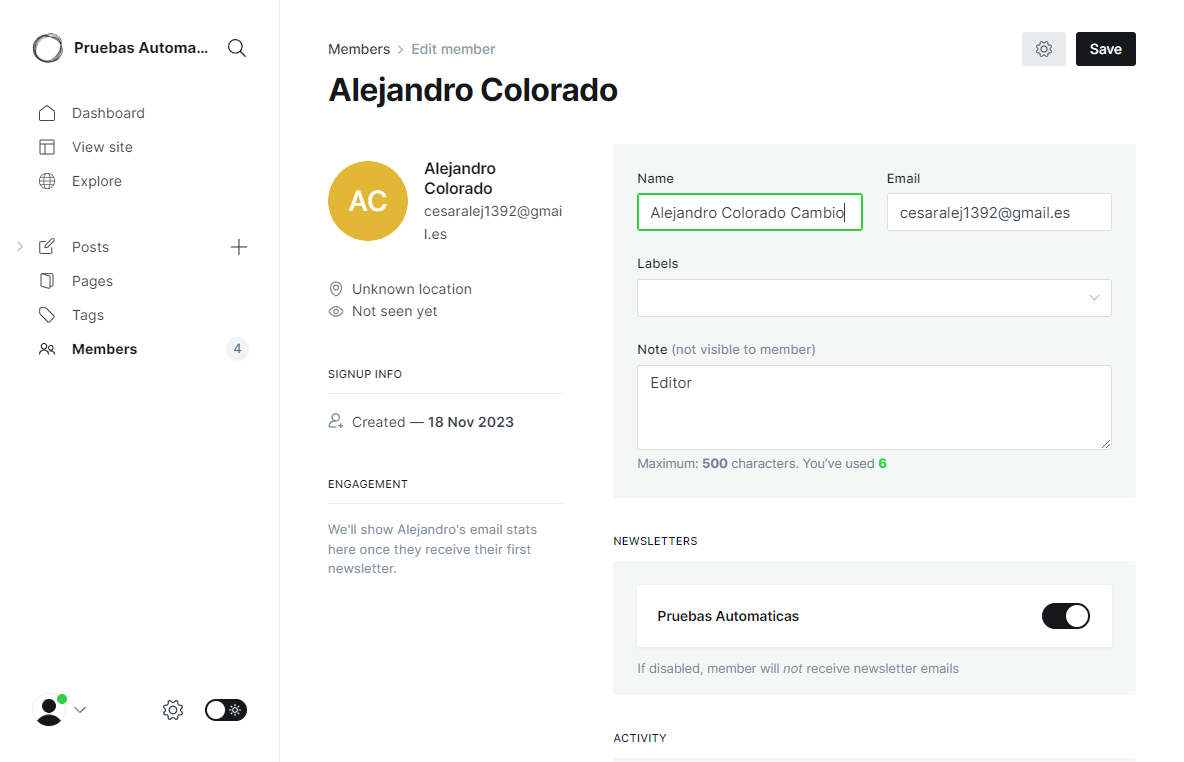 Pruebas Automa...
Dashboard
View site
Explore
Posts
Pages
Tags
Members
4
Members > Edit member
Save
Alejandro Colorado
AC
Alejandro
Colorado
cesaralej1392@gmai
l.es
Unknown location
Not seen yet
SIGNUP INFO
Created — 18 Nov 2023
ENGAGEMENT
We'll show Alejandro's email stats
here once they receive their first
newsletter.
Name
Alejandro Colorado Cambio
Email
cesaralej1392@gmail.es
Labels
Note (not visible to member)
Editor
Maximum: 500 characters. You've used 6
NEWSLETTERS
Pruebas Automaticas
If disabled, member will not receive newsletter emails
ACTIVITY